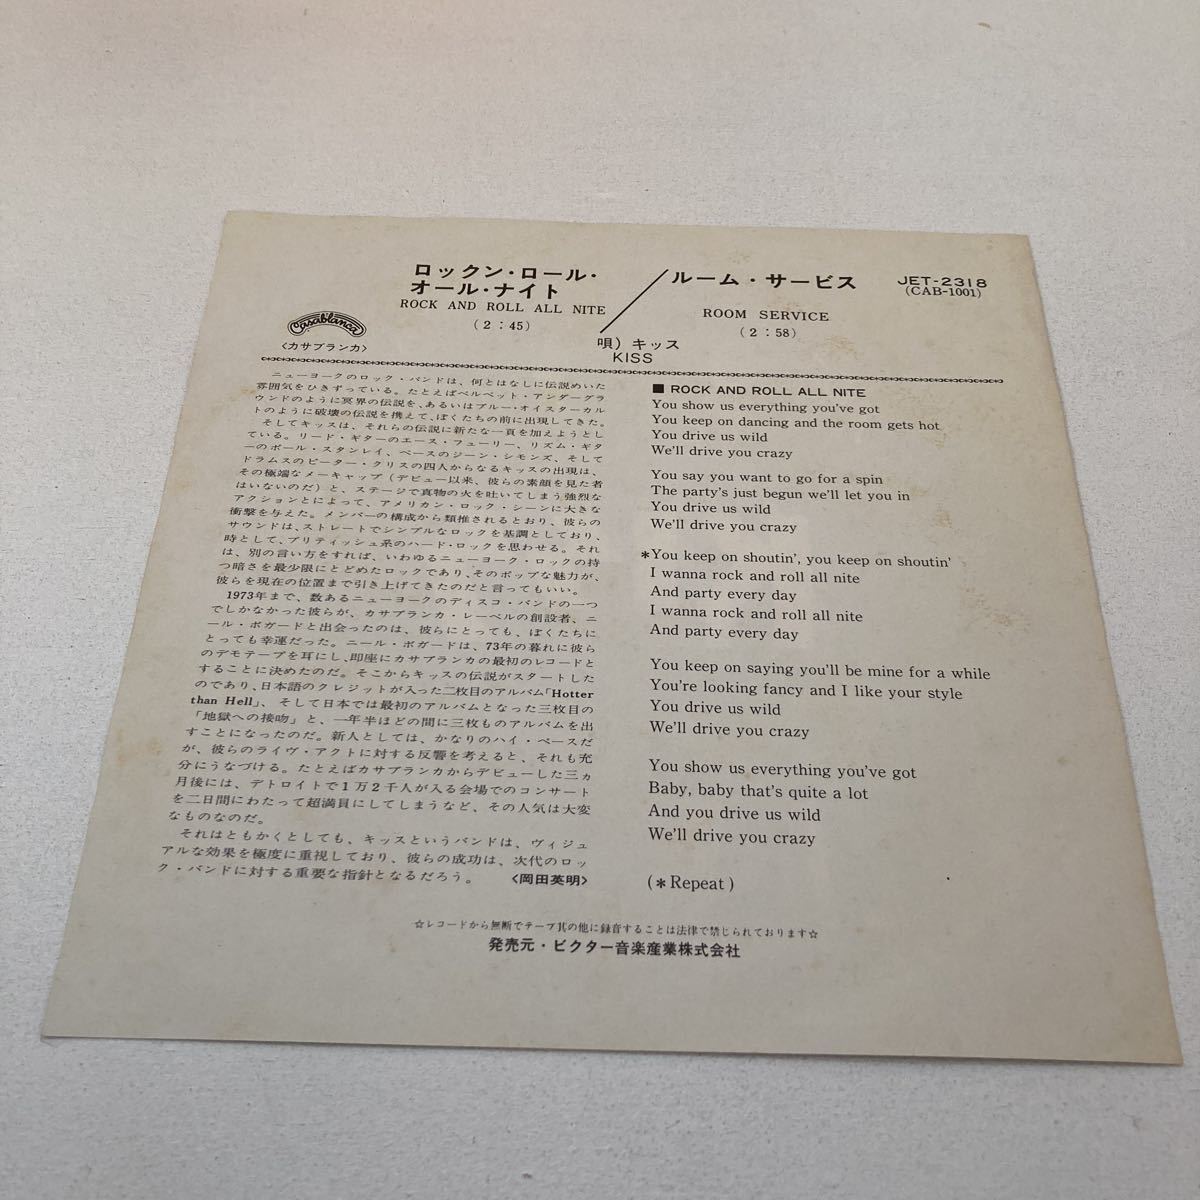 ロックン・ロール・
オール・ナイト
ROCK AND ROLL ALL NITE
(2:45)
ルーム・サービス
ROOM SERVICE
(2:58)
JET-2318
(CAB-1001)
Casablanca
〈カサブランカ〉
唄) キッス
KISS
ニューヨークのロック・バンドは、何とはなしに伝説めいた
雰囲気をひきずっている。たとえばベルベット・アンダーグラ
ウンドのように冥界の伝説を、あるいはブルー・オイスターカル
トのように破壊の伝説を携えて、ぼくたちの前に出現してきた。
そしてキッスは、それらの伝説に新たな一頁を加えようとし
ている。リード・ギターのエース・フューリー、リズム・ギタ
ーのポール・スタンレイ、ベースのジーン・シモンズ、そして
ドラムスのピーター・クリスの四人からなるキッスの出現は、
その極端なメーキャップ(デビュー以来、彼らの素顔を見た者
はいないのだ)と、ステージで真物の火を吐いてしまう強烈な
アクションとによって、アメリカン・ロック・シーンに大きな
衝撃を与えた。メンバーの構成から類推されるとおり、彼らの
サウンドは、ストレートでシンプルなロックを基調としており、
時として、ブリティッシュ系のハード・ロックを思わせる。それ
は、別の言い方をすれば、いわゆるニューヨーク・ロックの持
つ暗さを最少限にとどめたロックであり、そのポップな魅力が、
彼らを現在の位置まで引き上げてきたのだと言ってもいい。
1973年まで、数あるニューヨークのディスコ・バンドの一つ
でしかなかった彼らが、カサブランカ・レーベルの創設者、ニ
ール・ボガードと出会ったのは、彼らにとっても、ぼくたちに
とっても幸運だった。ニール・ボガードは、73年の暮れに彼ら
のデモテープを耳にし、即座にカサブランカの最初のレコードと
することに決めたのだ。そこからキッスの伝説がスタートした
のであり、日本語のクレジットが入った二枚目のアルバム「Hotter
than Hell」、そして日本では最初のアルバムとなった三枚目の
「地獄への接吻」と、一年半ほどの間に三枚ものアルバムを出
すことになったのだ。新人としては、かなりのハイ・ペースだ
が、彼らのライヴ・アクトに対する反響を考えると、それも充
分にうなづける。たとえばカサブランカからデビューした三ヵ
月後には、デトロイトで1万2千人が入る会場でのコンサート
を二日間にわたって超満員にしてしまうなど、その人気は大変
なものなのだ。
それはともかくとしても、キッスというバンドは、ヴィジュ
アルな効果を極度に重視しており、彼らの成功は、次代のロッ
ク・バンドに対する重要な指針となるだろう。 〈岡田英明〉
■ ROCK AND ROLL ALL NITE
You show us everything you've got
You keep on dancing and the room gets hot
You drive us wild
We'll drive you crazy
You say you want to go for a spin
The party's just begun we'll let you in
You drive us wild
We'll drive you crazy
*You keep on shoutin', you keep on shoutin'
I wanna rock and roll all nite
And party every day
I wanna rock and roll all nite
And party every day
You keep on saying you'll be mine for a while
You're looking fancy and I like your style
You drive us wild
We'll drive you crazy
You show us everything you've got
Baby, baby that's quite a lot
And you drive us wild
We'll drive you crazy
(*Repeat)
☆レコードから無断でテープ其の他に録音することは法律で禁じられております☆
発売元・ビクター音楽産業株式会社